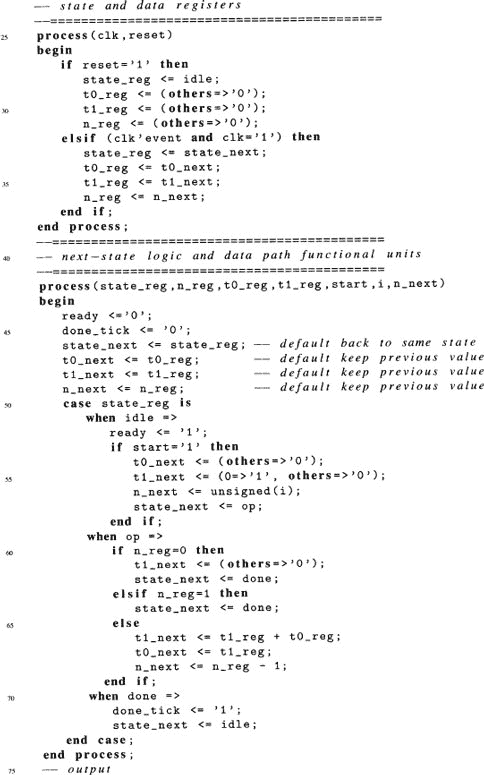 -- state and data registers
--===========================================
25 process(clk,reset)
begin
if reset='1' then
state_reg <= idle;
t0_reg <= (others=>'0');
30 t1_reg <= (others=>'0');
n_reg <= (others=>'0');
elsif (clk'event and clk='1') then
state_reg <= state_next;
t0_reg <= t0_next;
35 t1_reg <= t1_next;
n_reg <= n_next;
end if;
end process;
--===========================================
40 -- next-state logic and data path functional units
--===========================================
process(state_reg,n_reg,t0_reg,t1_reg,start,i,n_next)
begin
ready <='0';
45 done_tick <= '0';
state_next <= state_reg; -- default back to same state
t0_next <= t0_reg; -- default keep previous value
t1_next <= t1_reg; -- default keep previous value
n_next <= n_reg; -- default keep previous value
50 case state_reg is
when idle =>
ready <= '1';
if start='1' then
t0_next <= (others=>'0');
55 t1_next <= (0=>'1', others=>'0');
n_next <= unsigned(i);
state_next <= op;
end if;
when op =>
60 if n_reg=0 then
t1_next <= (others=>'0');
state_next <= done;
elsif n_reg=1 then
state_next <= done;
65 else
t1_next <= t1_reg + t0_reg;
t0_next <= t1_reg;
n_next <= n_reg - 1;
end if;
70 when done =>
done_tick <= '1';
state_next <= idle;
end case;
end process;
75 -- output